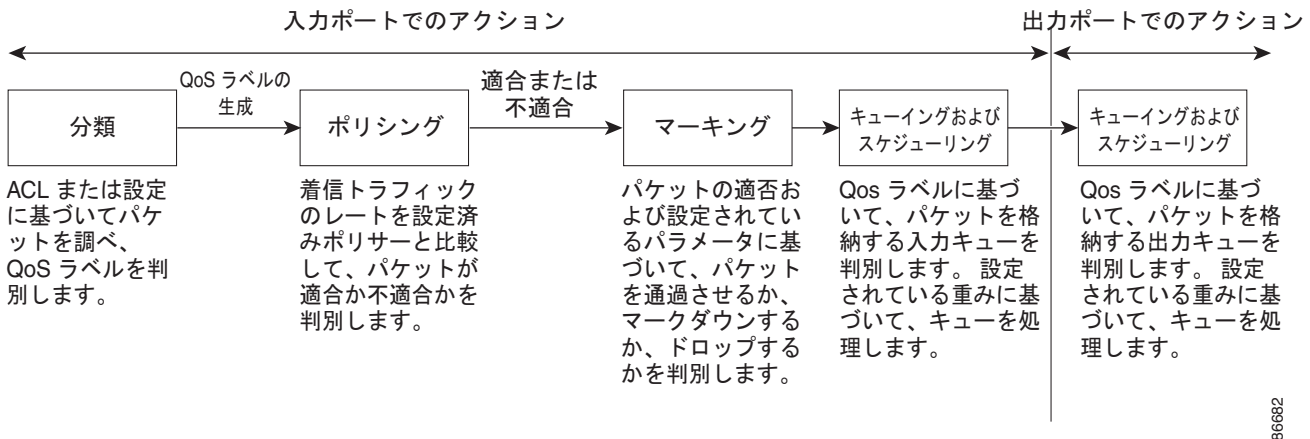 入力ポートでのアクション
出力ポートでのアクション
分類
QoS ラベルの
生成
ポリシング
適合または
不適合
マーキング
キューイングおよび
スケジューリング
キューイングおよび
スケジューリング
ACL または設定
に基づいてパケ
ットを調べ、
QoS ラベルを判
別します。
着信トラフィック
のレートを設定済
みポリサーと比較
して、パケットが
適合か不適合かを
判別します。
パケットの適否お
よび設定されてい
るパラメータに基
づいて、パケット
を通過させるか、
マークダウンする
か、ドロップする
かを判別します。
Qos ラベルに基づ
いて、パケットを格
納する入力キューを
判別します。 設定
されている重みに基
づいて、キューを処
理します。
Qos ラベルに基づ
いて、パケットを格
納する出力キューを
判別します。 設定
されている重みに基
づいて、キューを処
理します。
86682